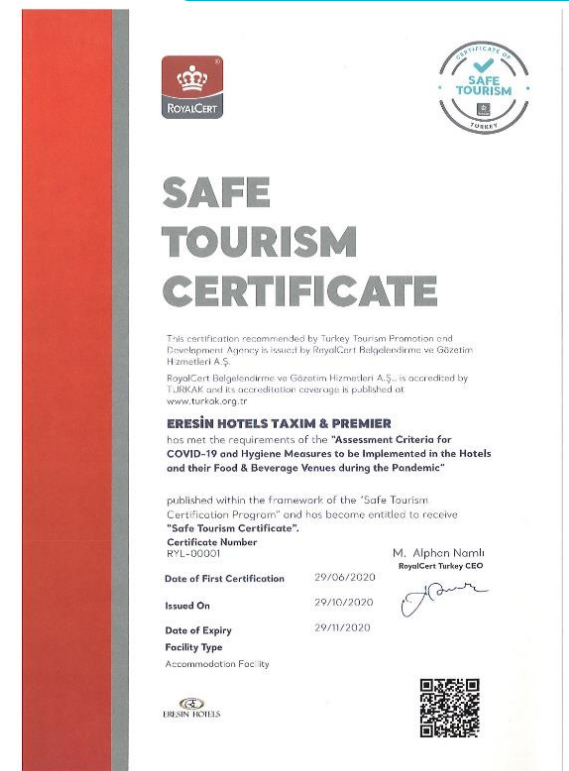 ROYALCERT
®
CERTIFICATE OF
SAFE
TOURISM
TURKEY
SAFE
TOURISM
CERTIFICATE
This certification recommended by Turkey Tourism Promotion and
Development Agency is issued by RoyalCert Belgelendirme ve Gözetim
Hizmetleri A.Ş.
RoyalCert Belgelendirme ve Gözetim Hizmetleri A.Ş., is accredited by
TURKAK and its accreditation coverage is published at
www.turkak.org.tr
ERESİN HOTELS TAXIM & PREMIER
has met the requirements of the "Assessment Criteria for
COVID-19 and Hygiene Measures to be Implemented in the Hotels
and their Food & Beverage Venues during the Pandemic"
published within the framework of the "Safe Tourism
Certification Program" and has become entitled to receive
"Safe Tourism Certificate".
Certificate Number
RYL-00001
M. Alphan Namlı
RoyalCert Turkey CEO
Date of First Certification 29/06/2020
Issued On 29/10/2020
Date of Expiry 29/11/2020
Facility Type
Accommodation Facility
ERESIN HOTELS